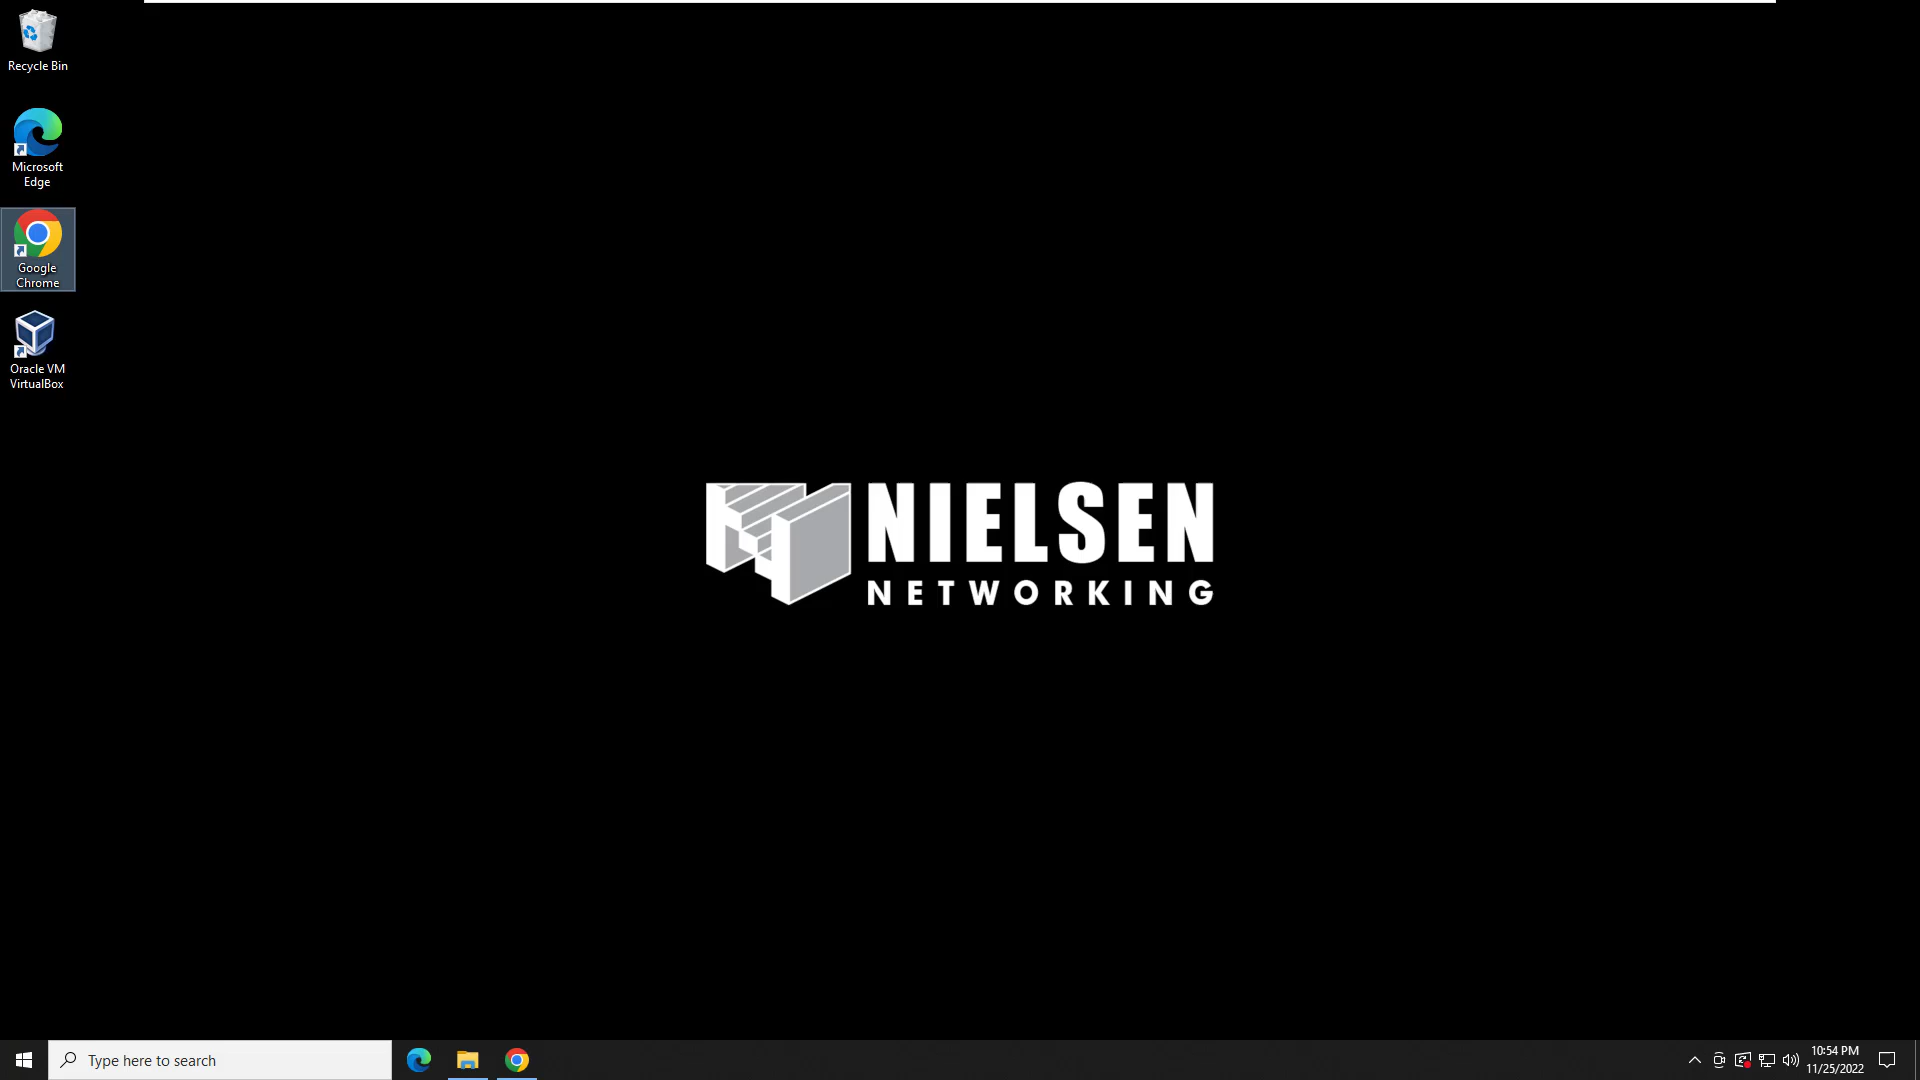 Recycle Bin
Microsoft
Edge
Google
Chrome
Oracle VM
VirtualBox
NIELSEN
NETWORKING
Type here to search
10:54 PM
11/25/2022